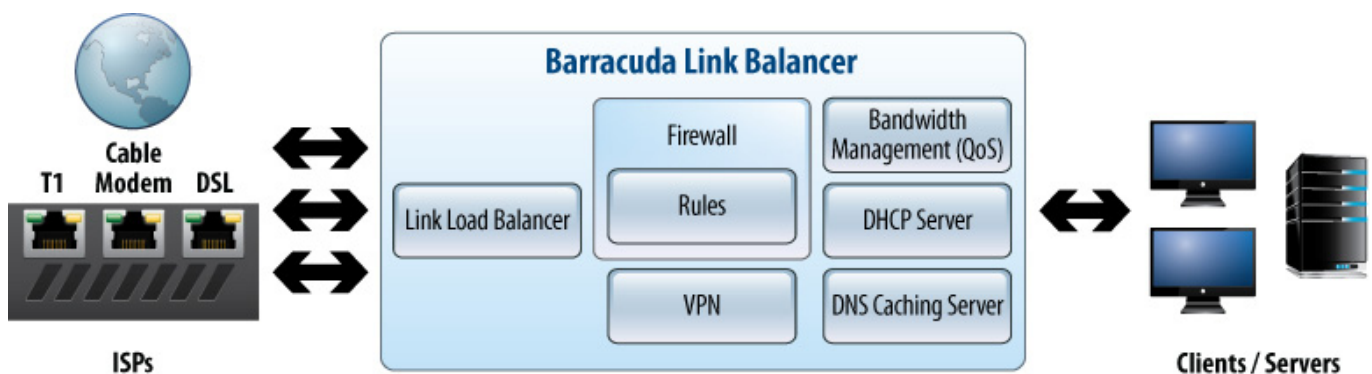 Barracuda Link Balancer
Cable
T1 Modem DSL
ISPs
Link Load Balancer
Firewall
Rules
VPN
Bandwidth
Management (QoS)
DHCP Server
DNS Caching Server
Clients / Servers